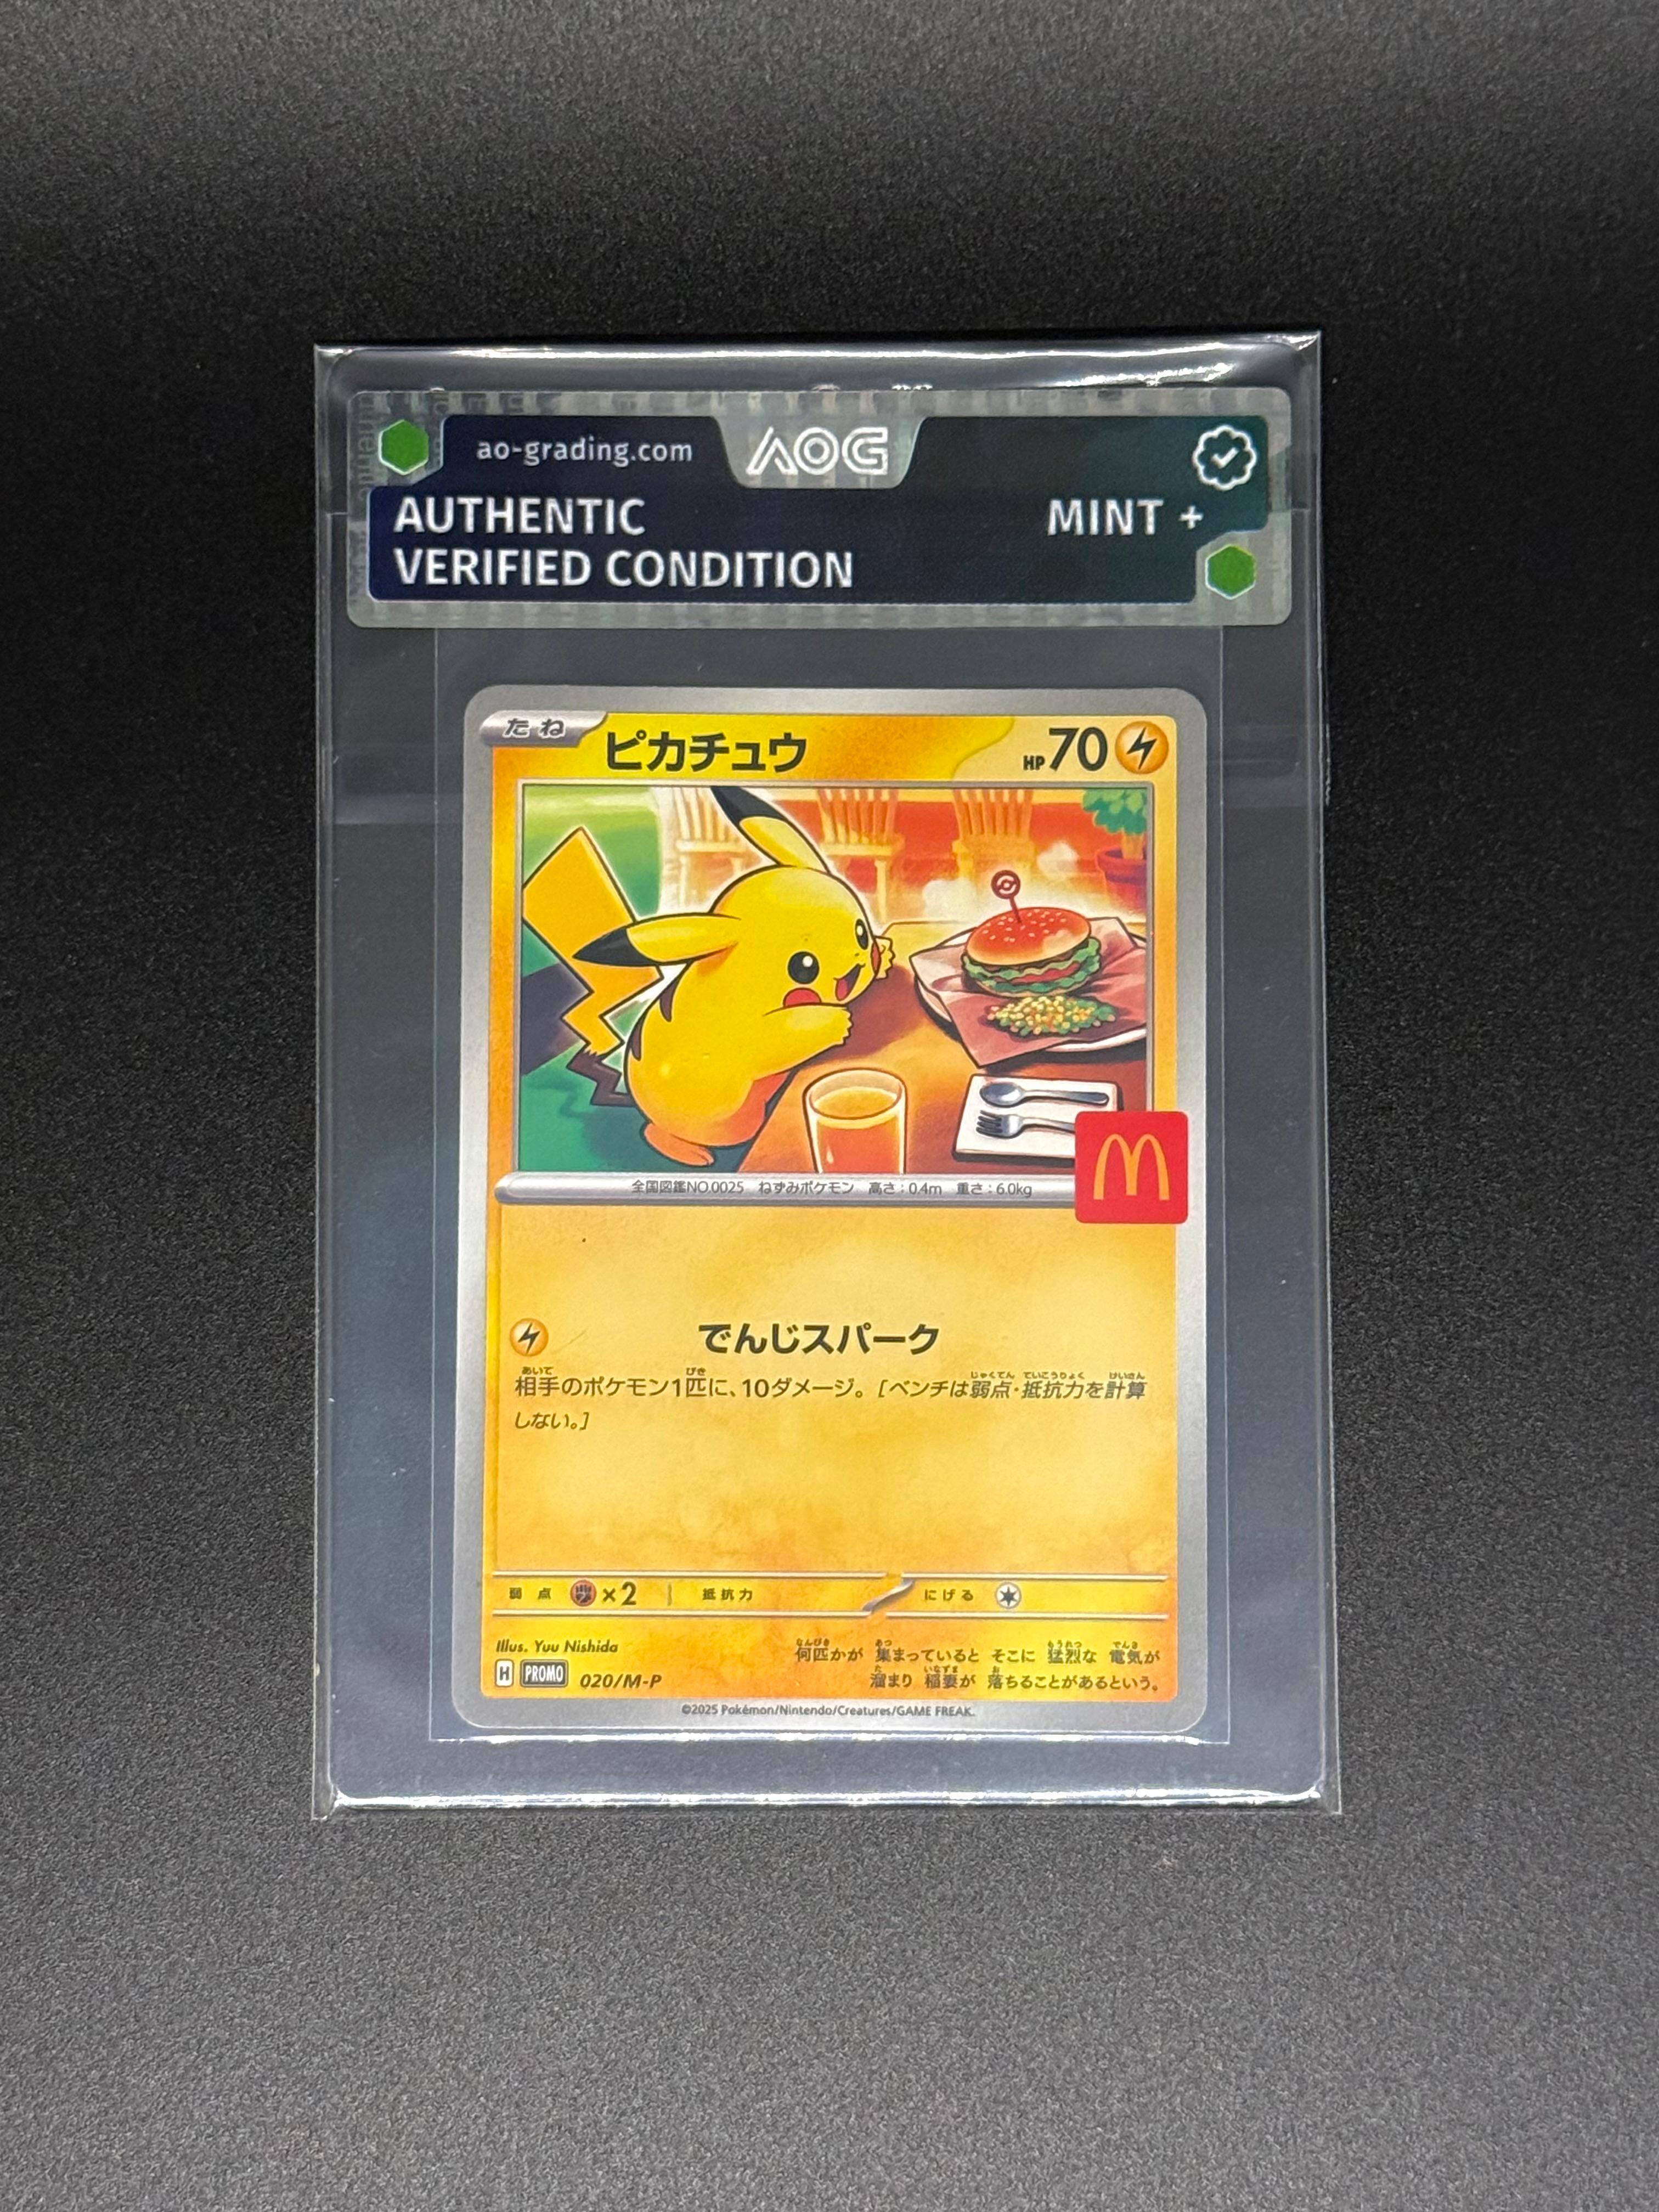 ao-grading.com
AOG
AUTHENTIC
VERIFIED CONDITION
MINT +
たね
ピカチュウ
HP 70
全国図鑑NO.0025 ねずみポケモン 高さ:0.4m 重さ:6.0kg
でんじスパーク
相手のポケモン1匹に、10ダメージ。[ベンチは弱点・抵抗力を計算
しない。]
弱点 ×2 抵抗力 にげる
Illus. Yuu Nishida
H PROMO 020/M-P
何匹かが 集まっていると そこに 猛烈な 電気が
溜まり 稲妻が 落ちることがあるという。
©2025 Pokémon/Nintendo/Creatures/GAME FREAK.